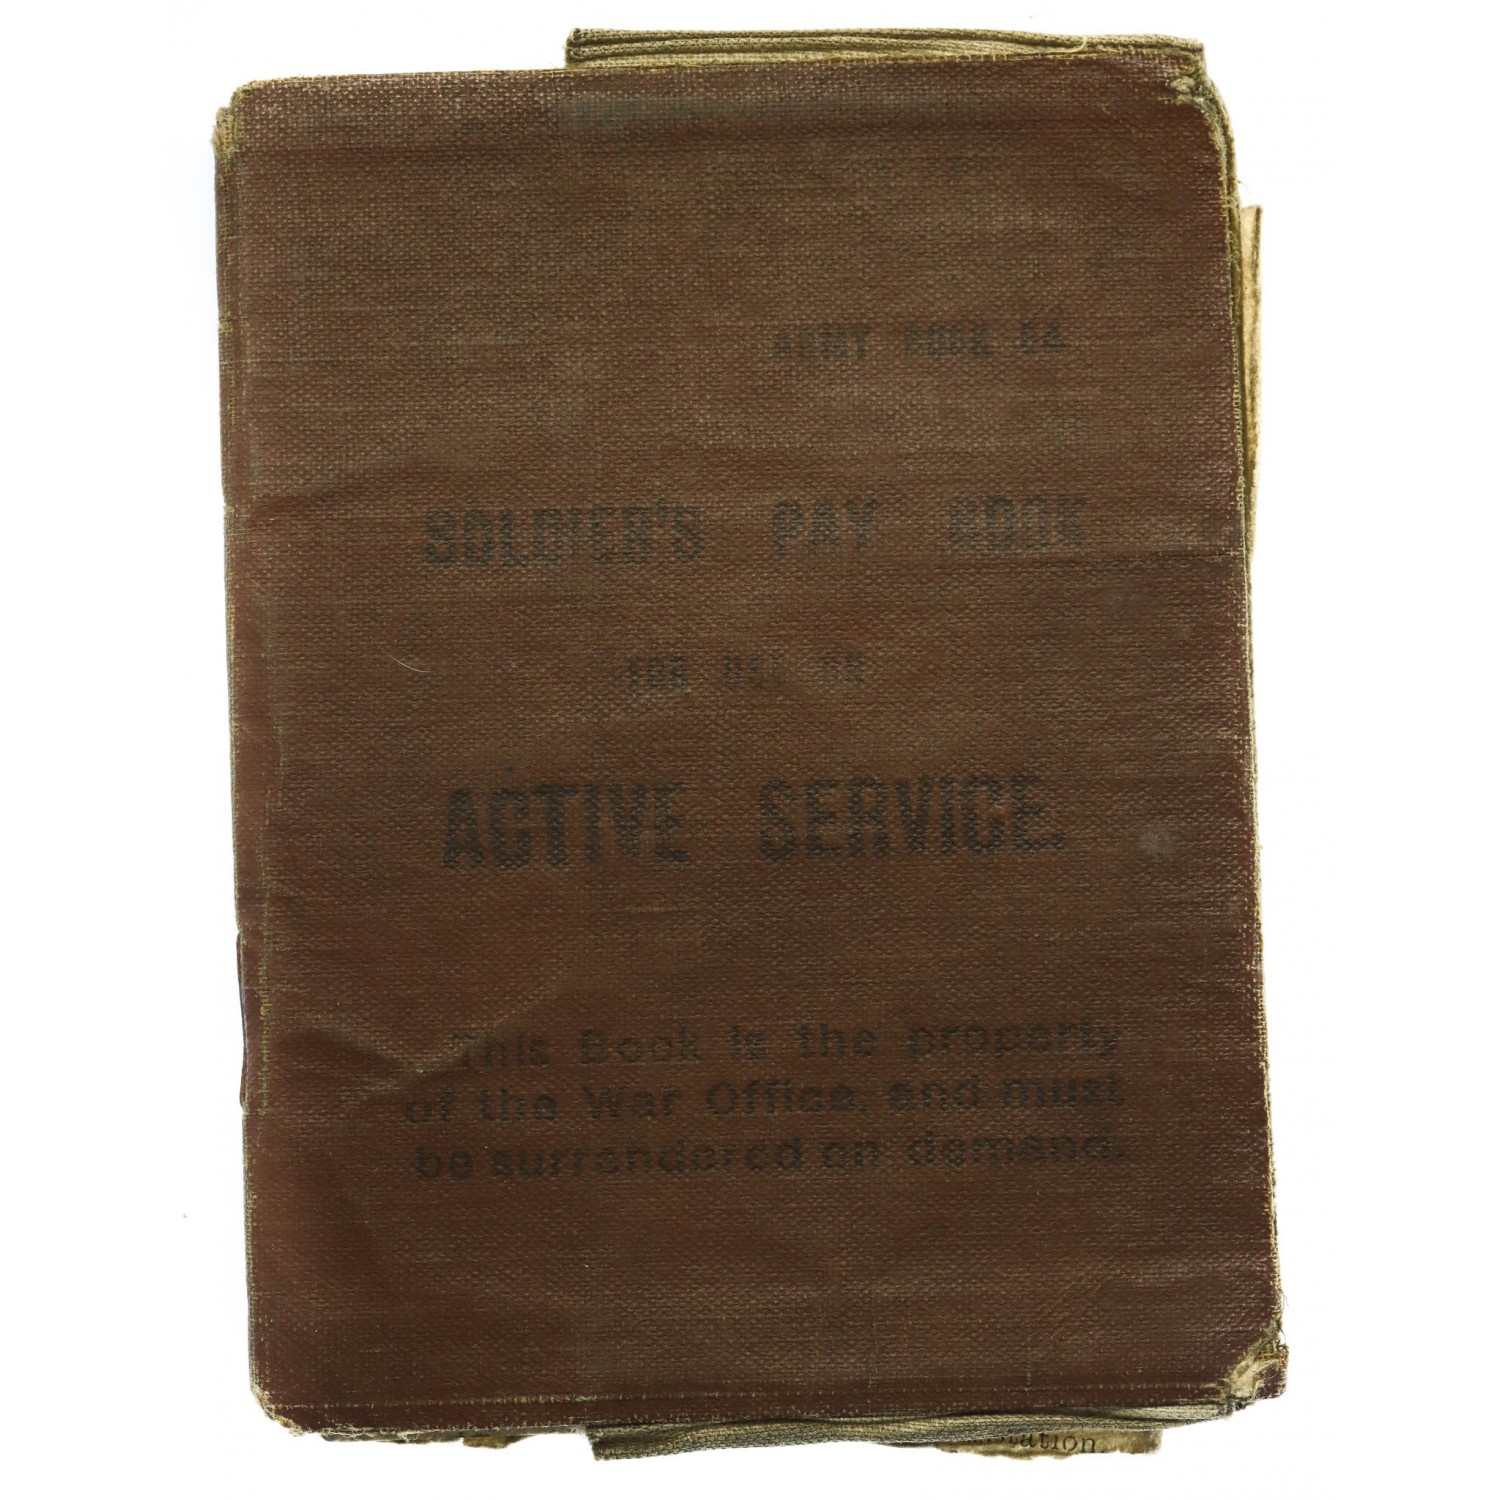 ARMY BOOK 64
SOLDIER'S PAY BOOK
FOR USE ON
ACTIVE SERVICE.
This Book is the property
of the War Office, and must
be surrendered on demand.